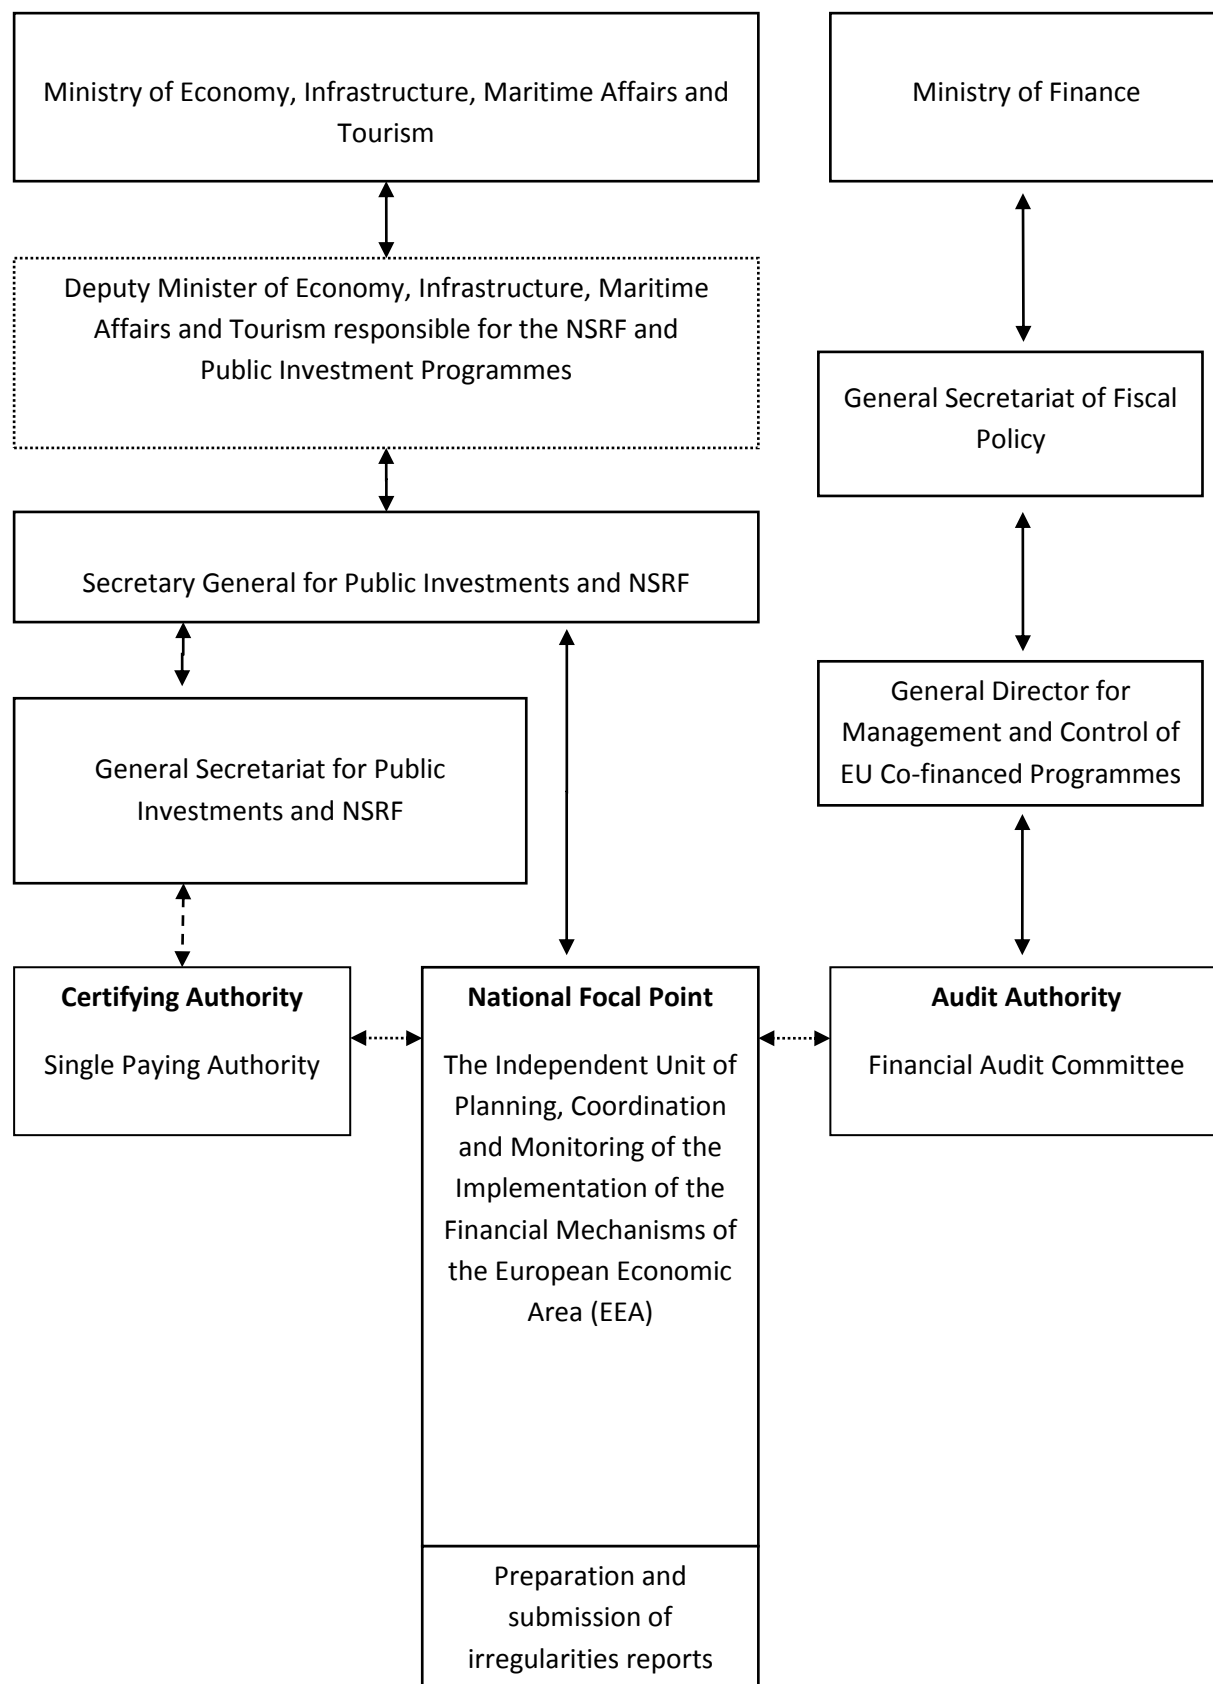 Ministry of Economy, Infrastructure, Maritime Affairs and
Tourism
Ministry of Finance
Deputy Minister of Economy, Infrastructure, Maritime
Affairs and Tourism responsible for the NSRF and
Public Investment Programmes
General Secretariat of Fiscal
Policy
Secretary General for Public Investments and NSRF
General Secretariat for Public
Investments and NSRF
General Director for
Management and Control of
EU Co-financed Programmes
Certifying Authority
Single Paying Authority
National Focal Point
The Independent Unit of
Planning, Coordination
and Monitoring of the
Implementation of the
Financial Mechanisms of
the European Economic
Area (EEA)
Audit Authority
Financial Audit Committee
Preparation and
submission of
irregularities reports